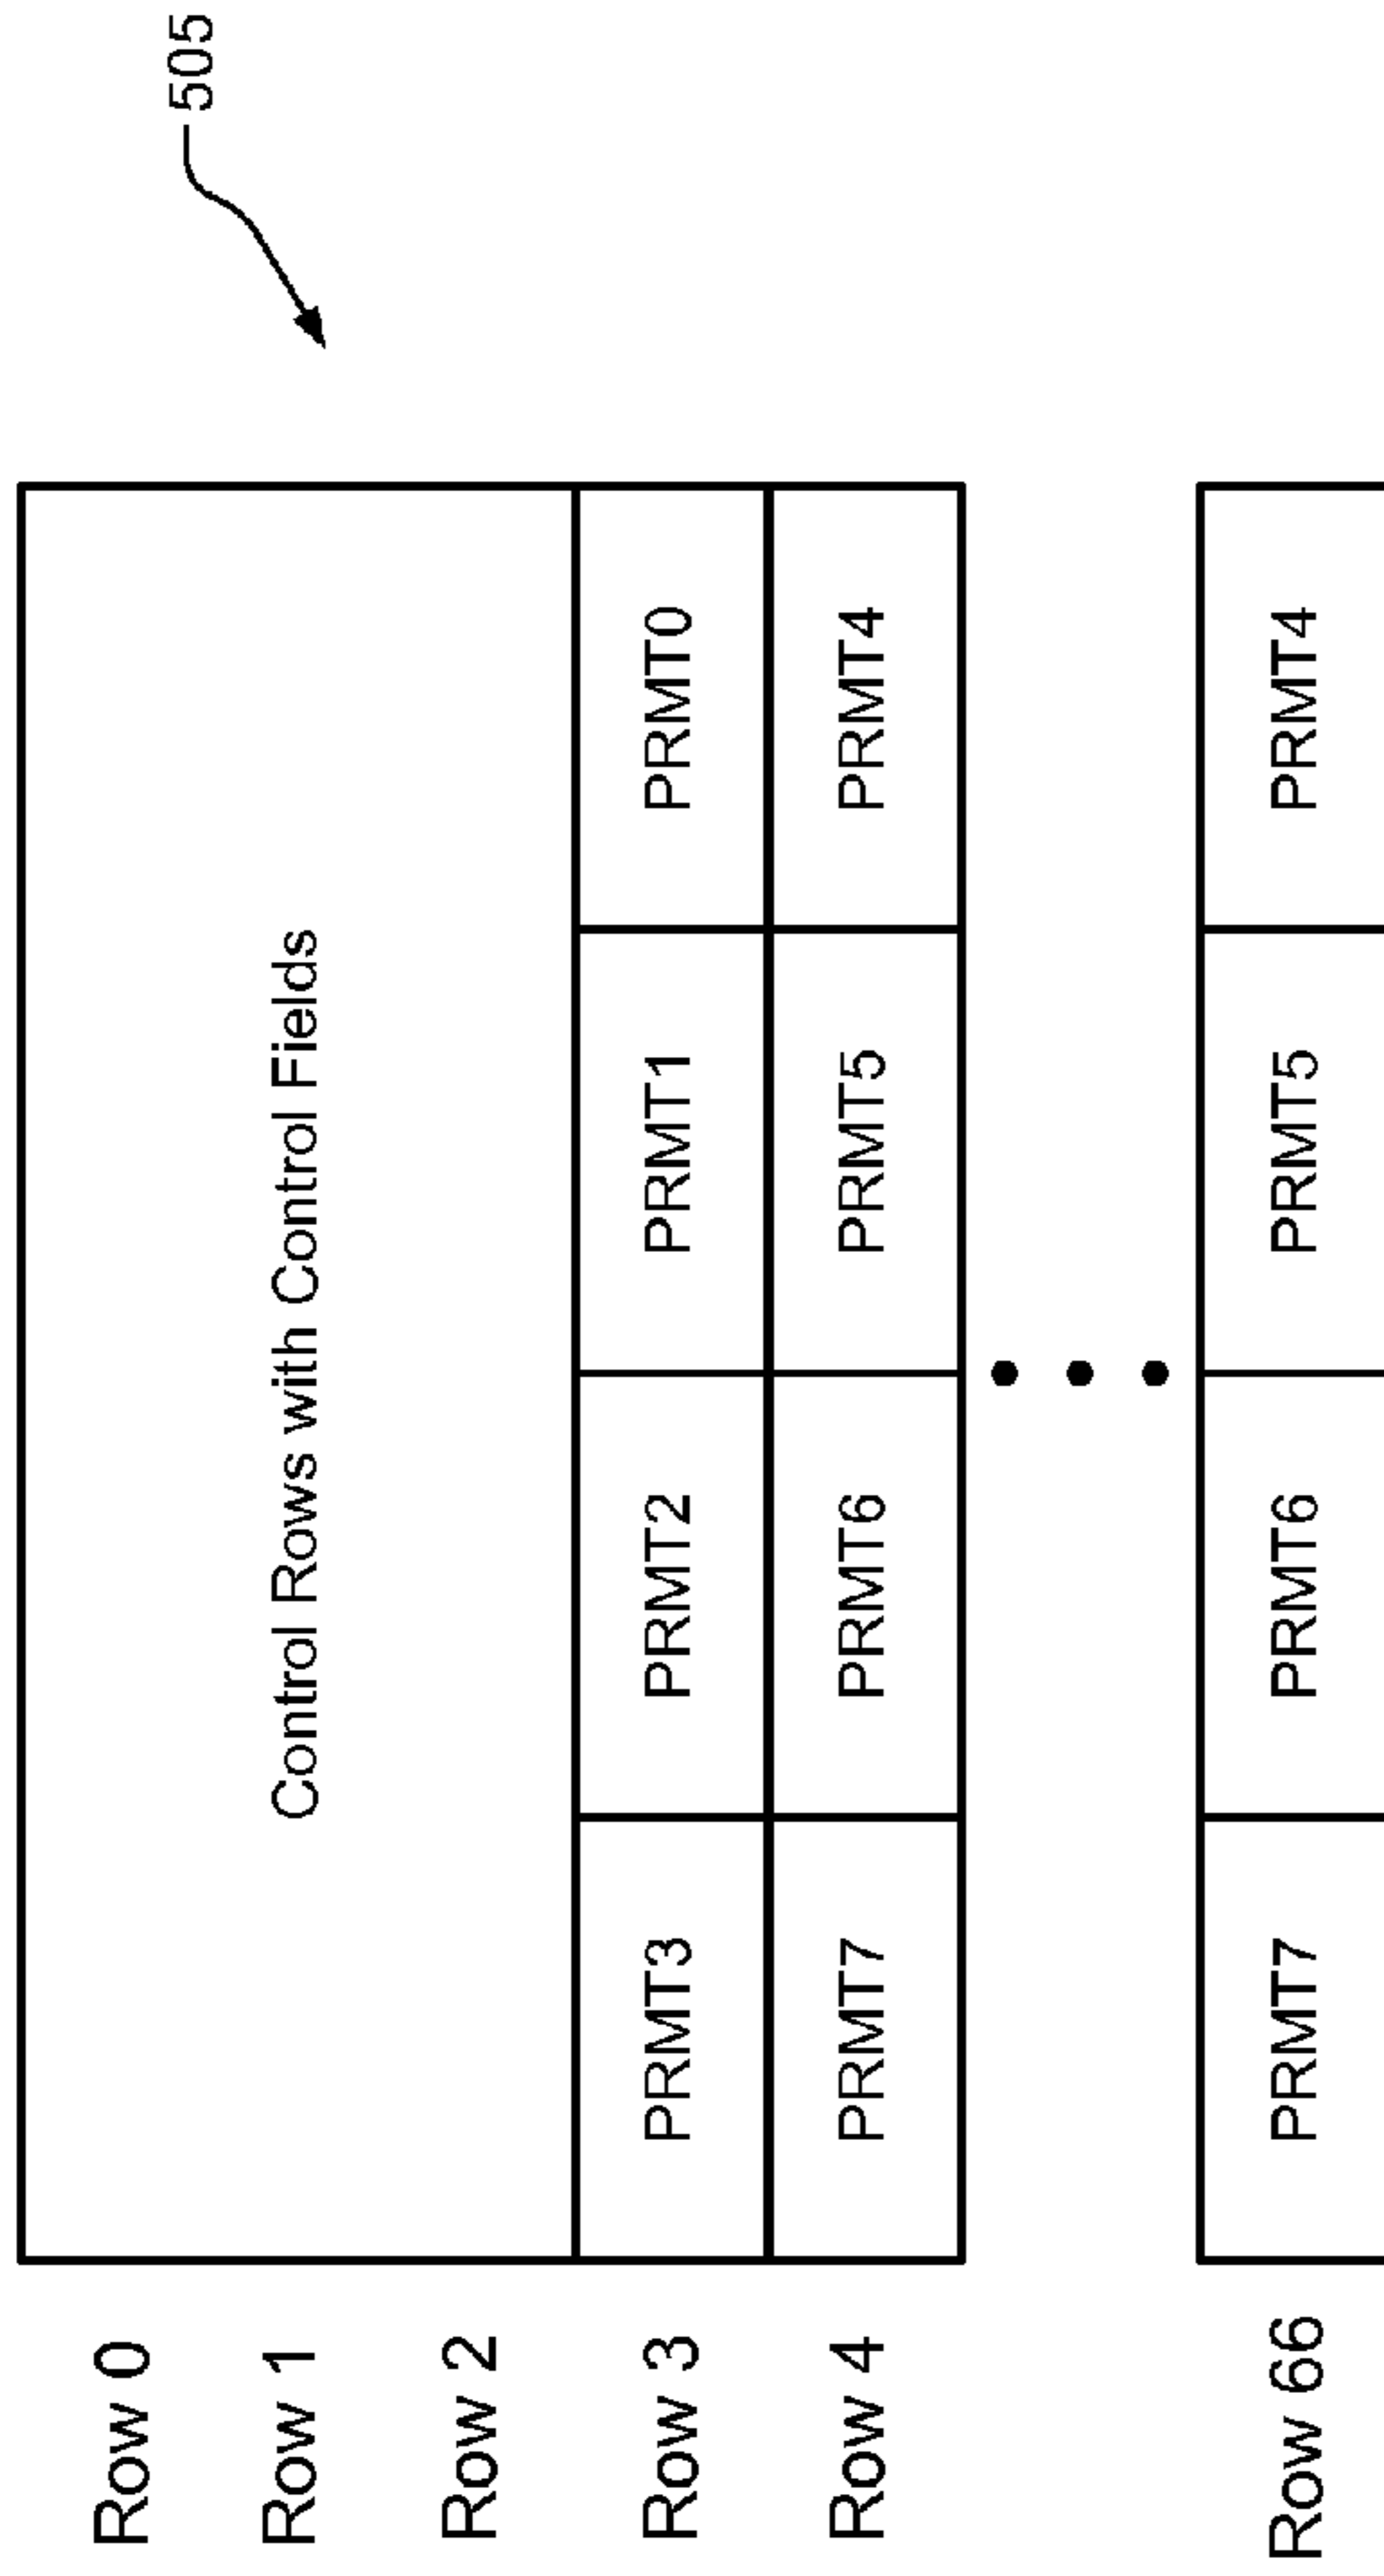 505
Row 0
Row 1
Row 2
Control Rows with Control Fields
Row 3 PRMT3 PRMT2 PRMT1 PRMT0
Row 4 PRMT7 PRMT6 PRMT5 PRMT4
Row 66 PRMT7 PRMT6 PRMT5 PRMT4